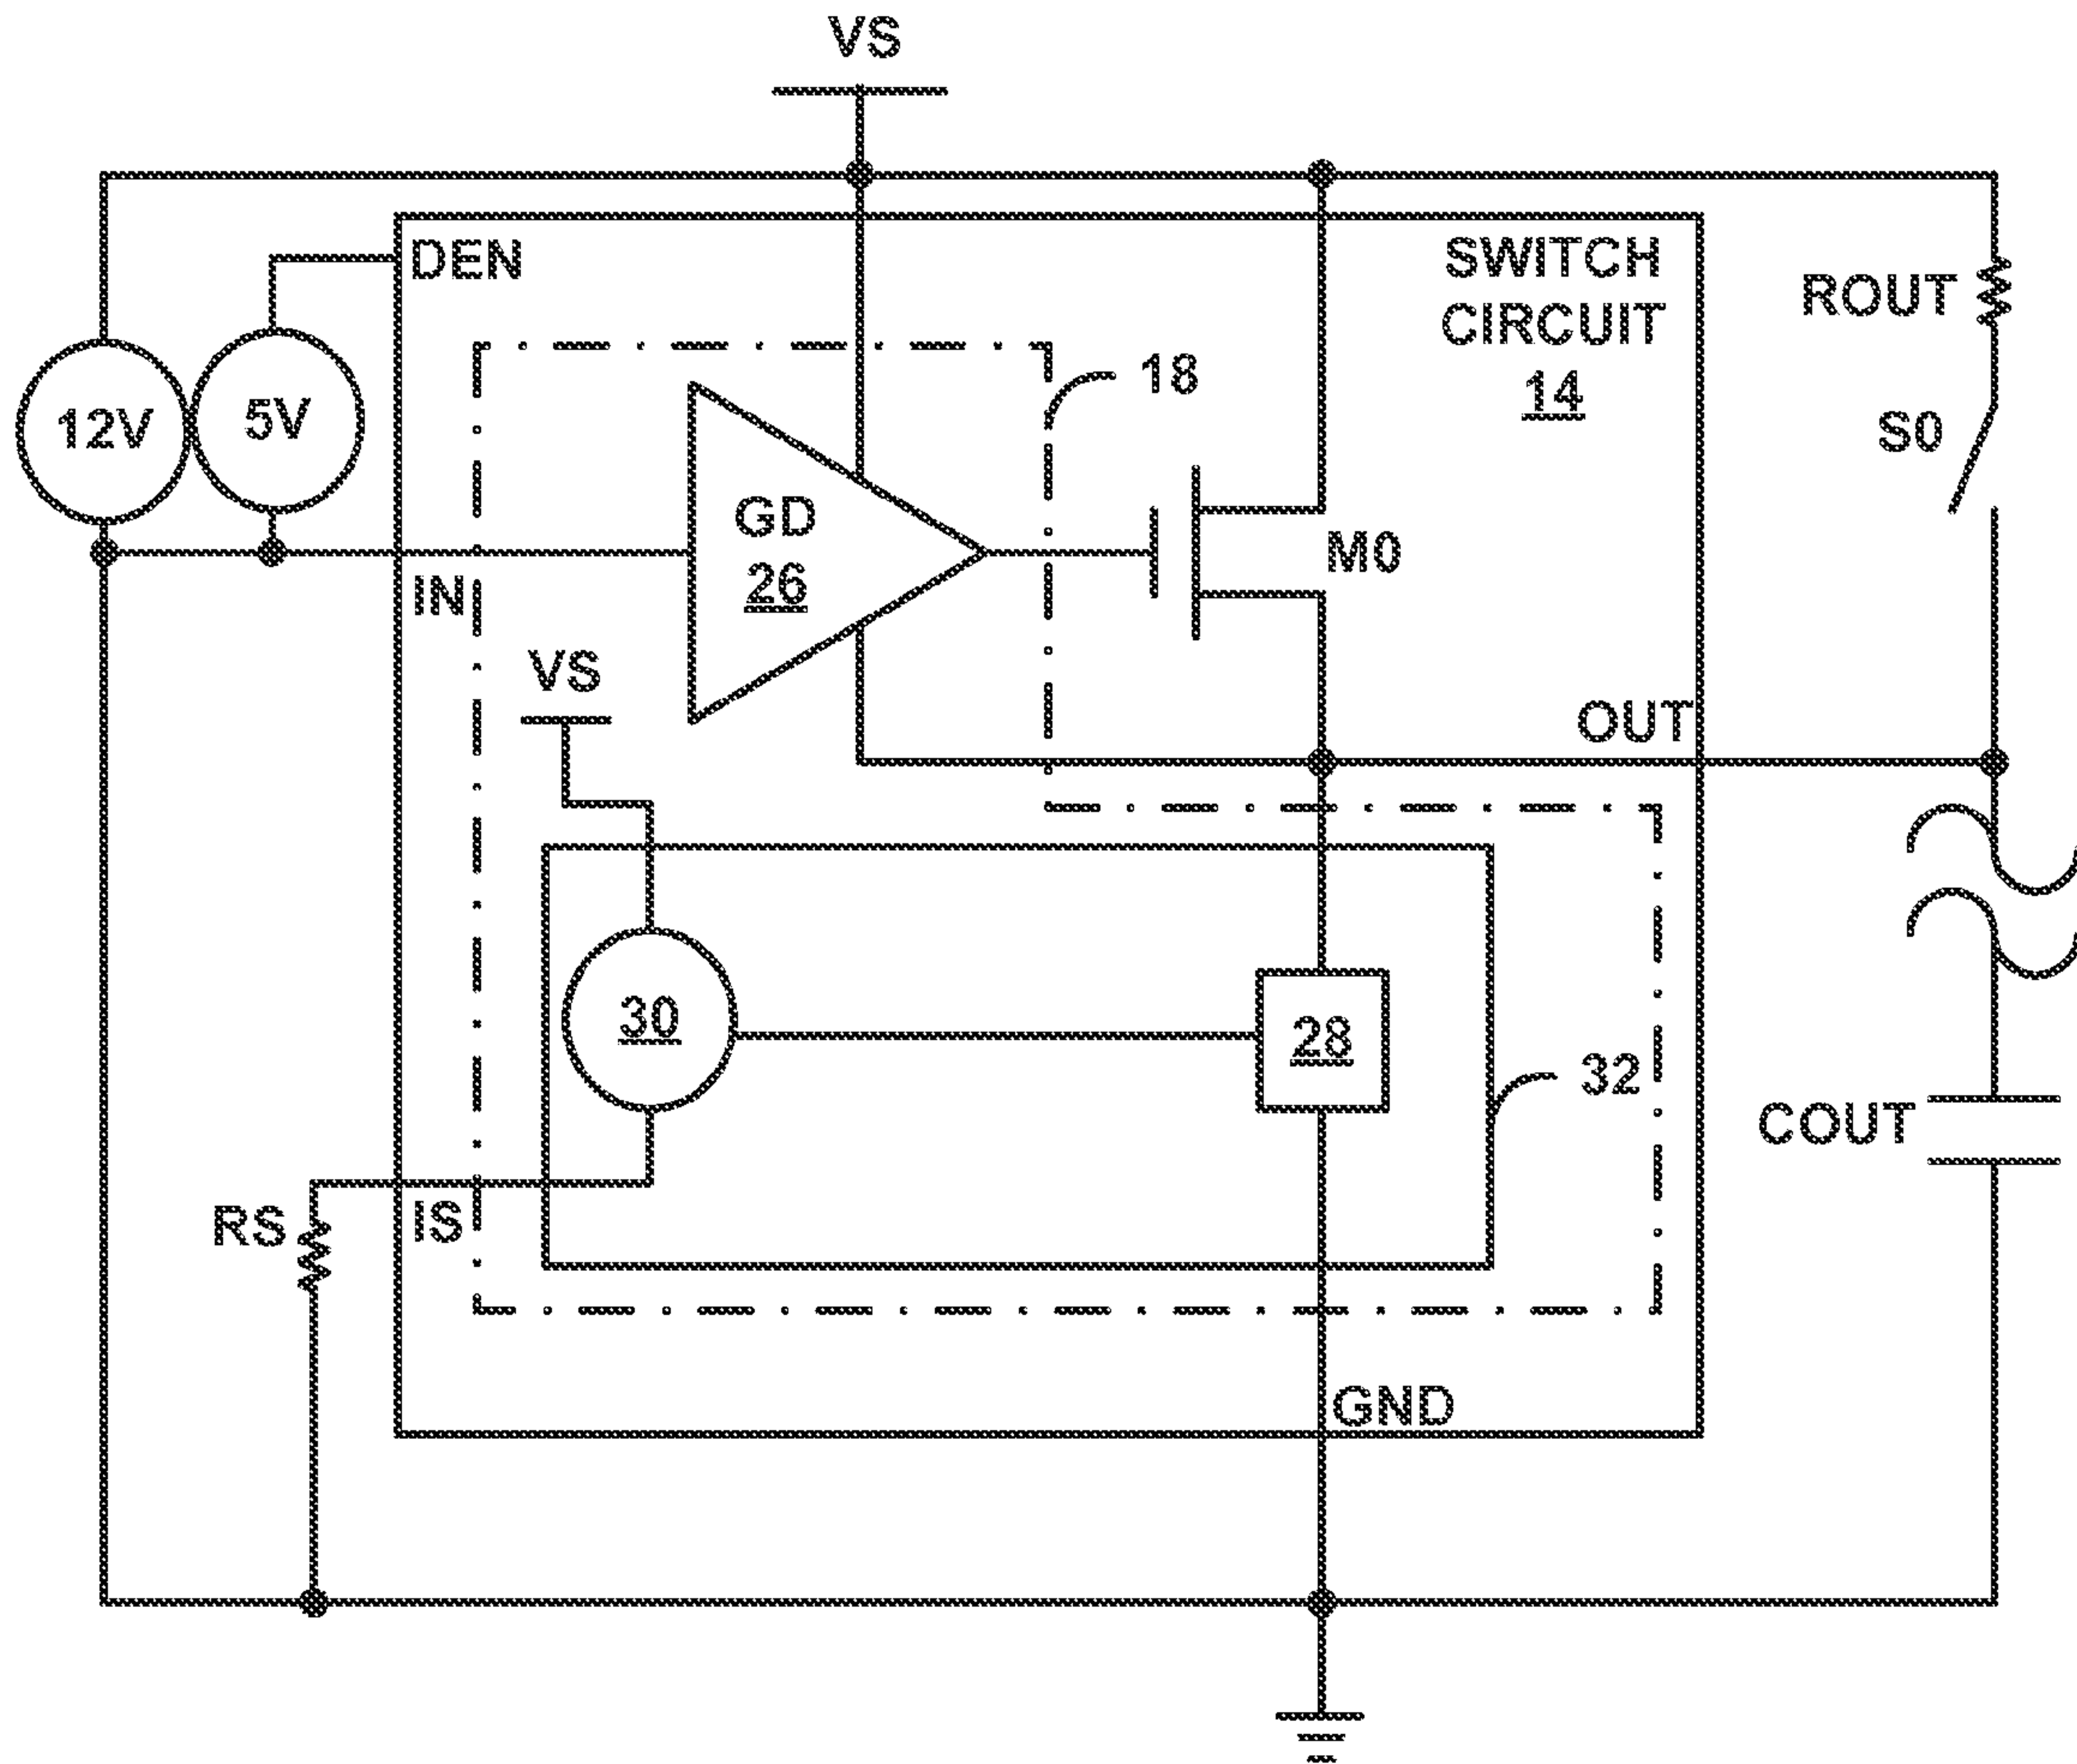 VS
DEN
SWITCH
CIRCUIT
14
ROUT
18
12V
5V
S0
GD
26
M0
IN
VS
OUT
30
28
32
COUT
RS
IS
GND